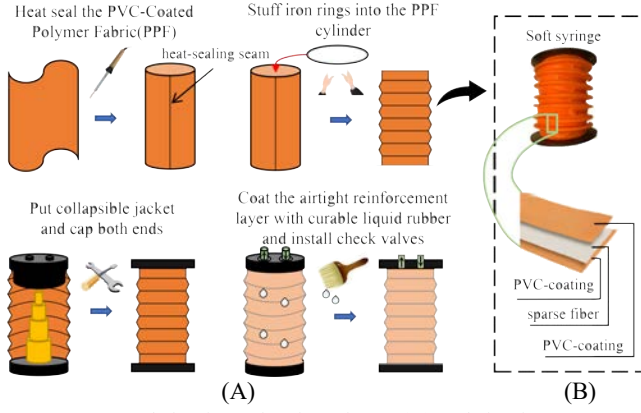 Heat seal the PVC-Coated
Polymer Fabric(PPF)
heat-sealing seam
Stuff iron rings into the PPF
cylinder
Put collapsible jacket
and cap both ends
Coat the airtight reinforcement
layer with curable liquid rubber
and install check valves
(A)
Soft syringe
PVC-coating
sparse fiber
PVC-coating
(B)